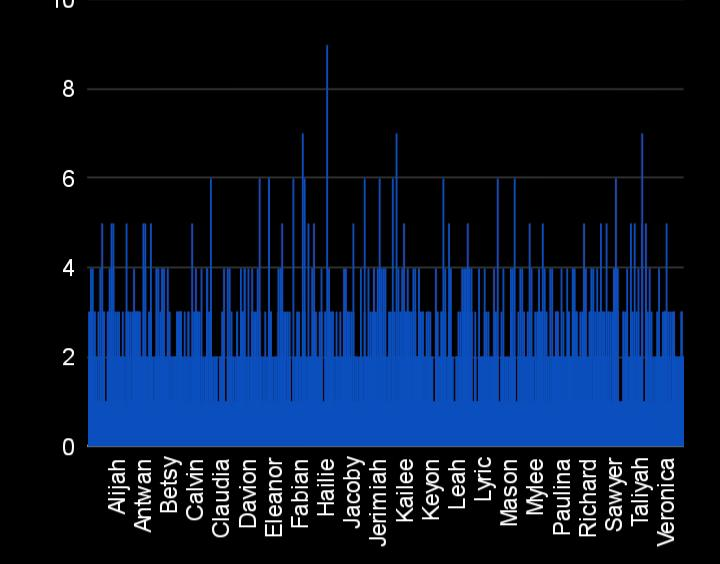 10
8
6
4
2
0
Alijah
Antwan
Betsy
Calvin
Claudia
Davion
Eleanor
Fabian
Hailie
Jacoby
Jerimiah
Kailee
Keyon
Leah
Lyric
Mason
Mylee
Paulina
Richard
Sawyer
Taliyah
Veronica